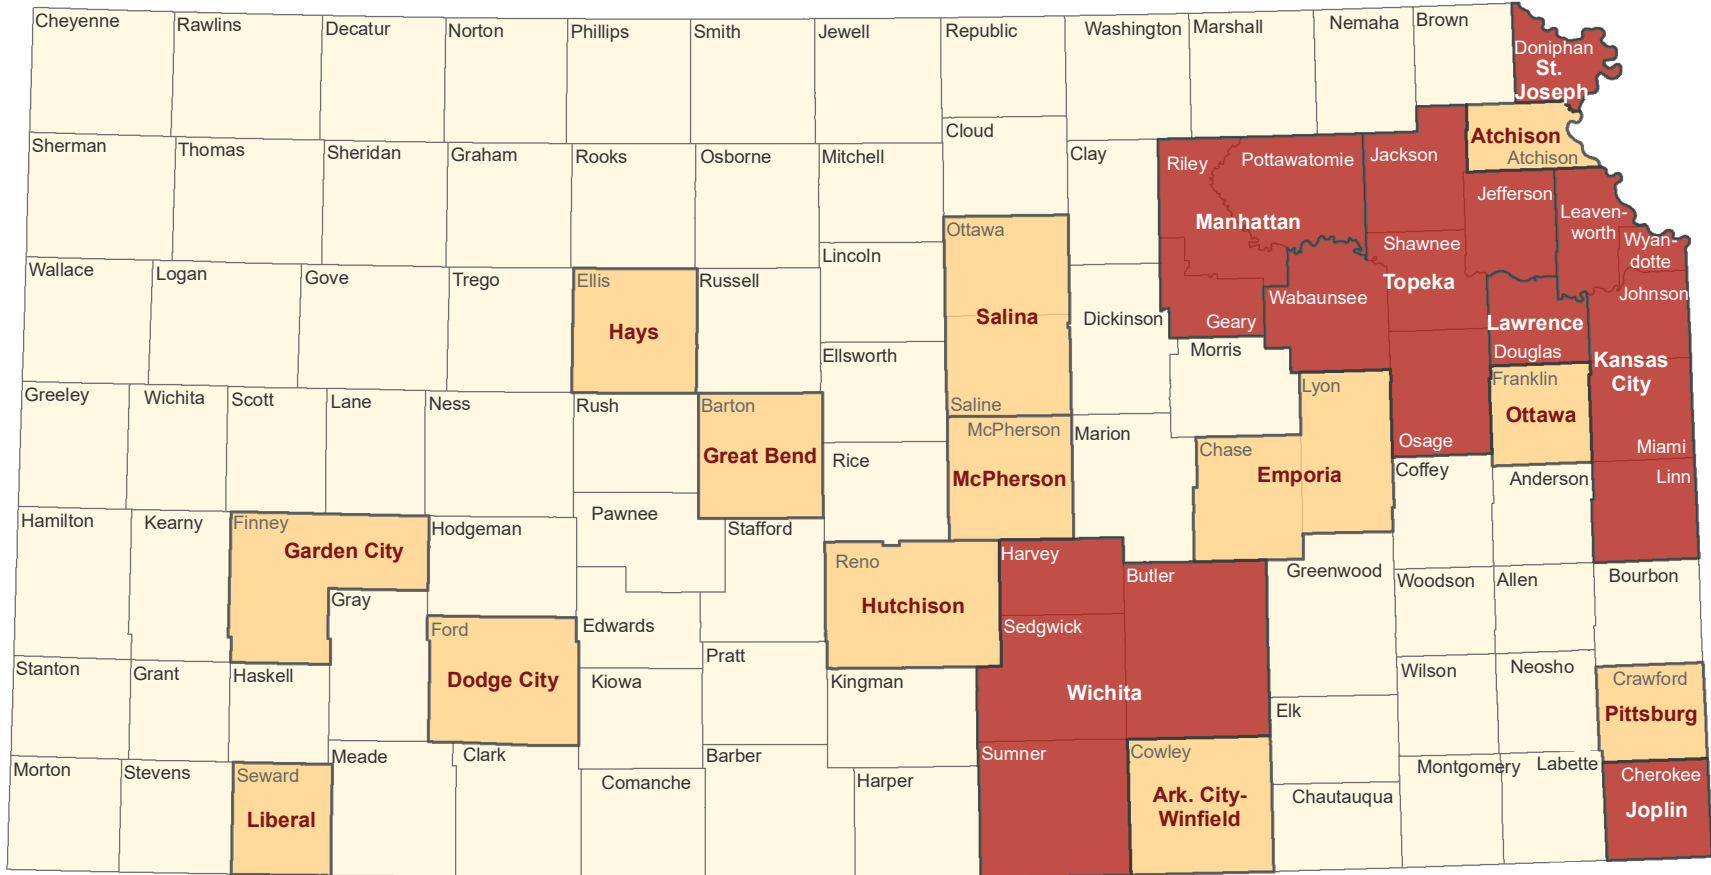 Cheyenne
Rawlins
Decatur
Norton
Phillips
Smith
Jewell
Republic
Washington
Marshall
Nemaha
Brown
Doniphan
St.
Joseph
Sherman
Thomas
Sheridan
Graham
Rooks
Osborne
Mitchell
Cloud
Clay
Riley
Pottawatomie
Manhattan
Jackson
Atchison
Atchison
Jefferson
Leaven-
worth
Wyan-
dotte
Wallace
Logan
Gove
Trego
Ellis
Hays
Russell
Lincoln
Ottawa
Salina
Saline
Dickinson
Geary
Wabaunsee
Shawnee
Topeka
Lawrence
Douglas
Johnson
Kansas
City
Ellsworth
Morris
Greeley
Wichita
Scott
Lane
Ness
Rush
Barton
Great Bend
Rice
McPherson
McPherson
Marion
Chase
Lyon
Emporia
Osage
Franklin
Ottawa
Miami
Linn
Coffey
Anderson
Hamilton
Kearny
Finney
Garden City
Hodgeman
Pawnee
Stafford
Reno
Hutchison
Harvey
Butler
Greenwood
Woodson
Allen
Bourbon
Gray
Ford
Dodge City
Edwards
Sedgwick
Wichita
Stanton
Grant
Haskell
Kiowa
Pratt
Kingman
Elk
Wilson
Neosho
Crawford
Pittsburg
Morton
Stevens
Seward
Liberal
Meade
Clark
Comanche
Barber
Harper
Sumner
Cowley
Ark. City-
Winfield
Chautauqua
Montgomery
Labette
Cherokee
Joplin